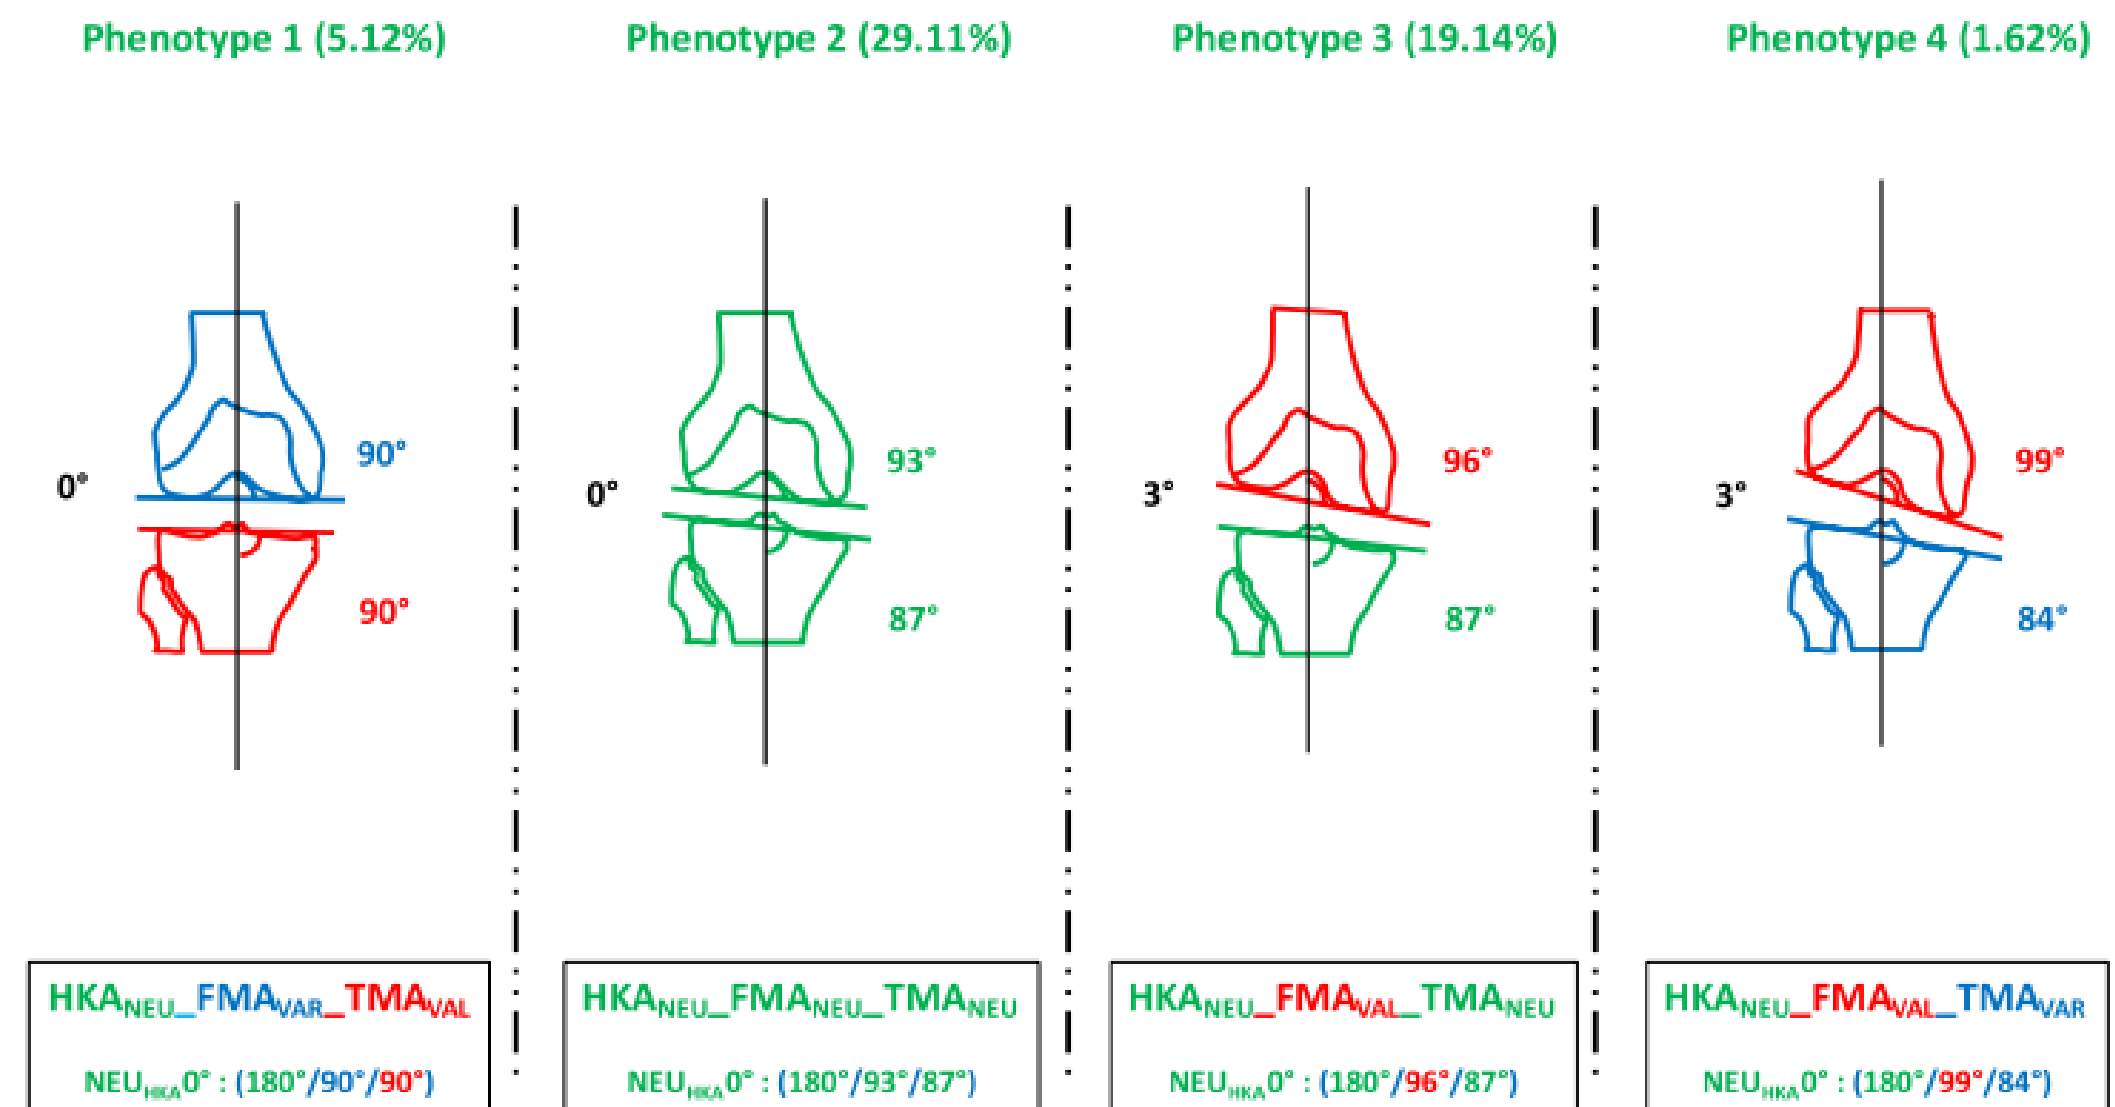 Phenotype 1 (5.12%)
Phenotype 2 (29.11%)
Phenotype 3 (19.14%)
Phenotype 4 (1.62%)
90°
0°
90°
93°
0°
87°
96°
3°
87°
99°
3°
84°
HKANEU_FMAVAR_TMAVAL
NEUHKA0° : (180°/90°/90°)
HKANEU_FMANEU_TMANEU
NEUHKA0° : (180°/93°/87°)
HKANEU_FMAVAL_TMANEU
NEUHKA0° : (180°/96°/87°)
HKANEU_FMAVAL_TMAVAR
NEUHKA0° : (180°/99°/84°)